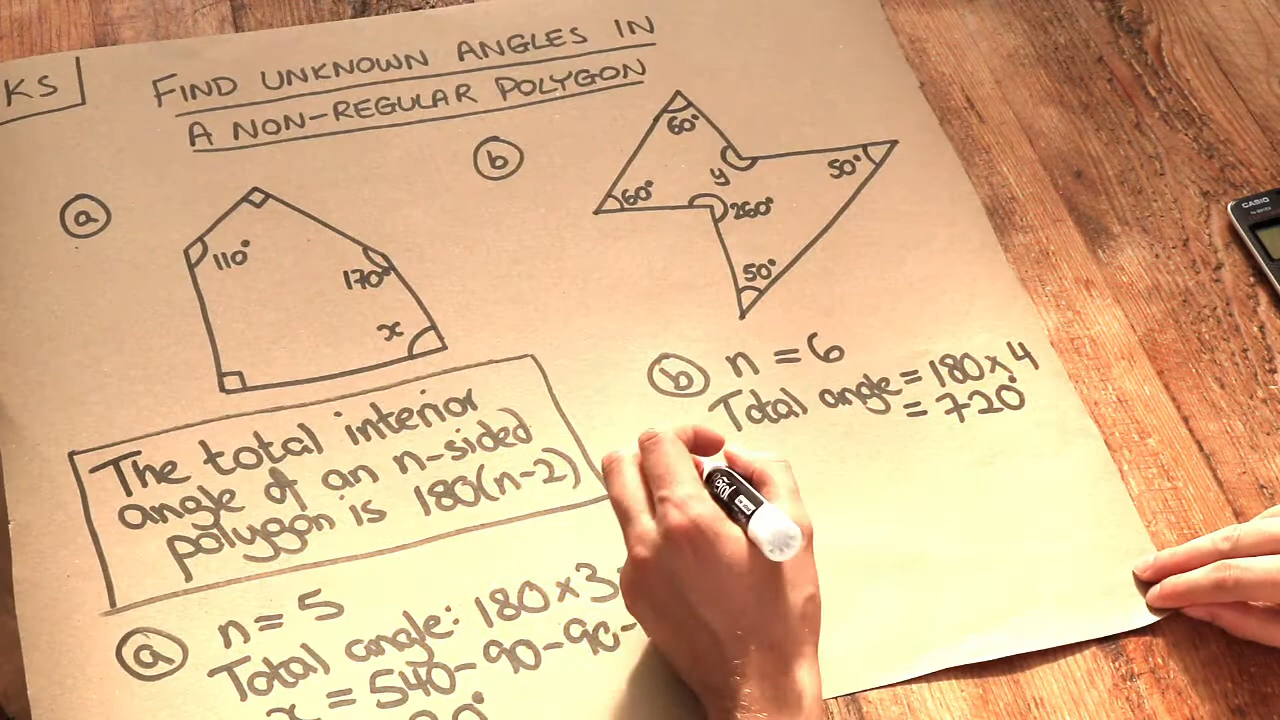 KS
FIND UNKNOWN ANGLES IN
A NON-REGULAR POLYGON
a
110°
170°
x
b
60°
y
50°
60°
260°
50°
The total interior
angle of an n-sided
polygon is 180(n-2)
a
n = 5
Total angle: 180×3
x = 540-90-90-
b
n = 6
Total angle = 180×4
= 720°
CASIO